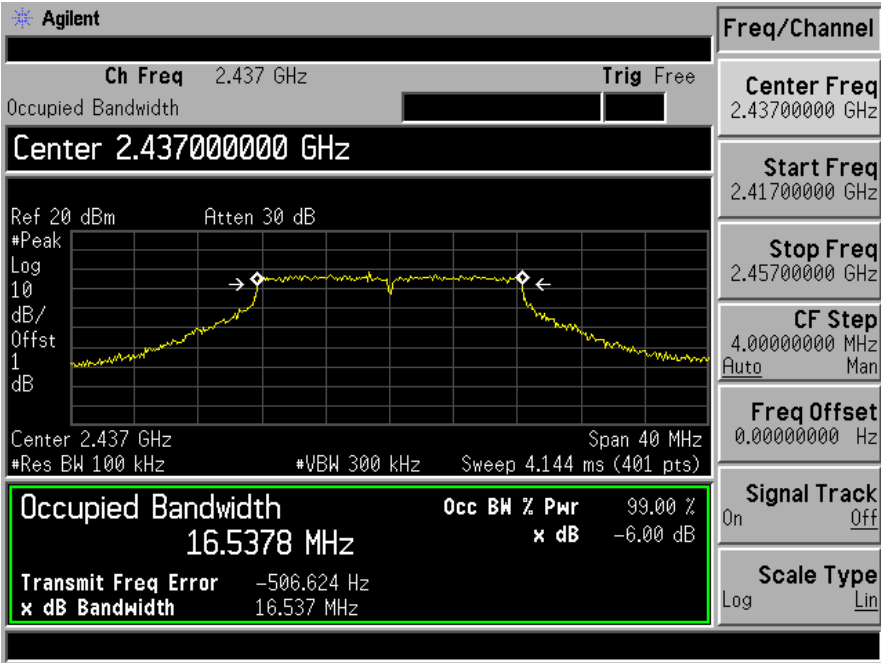 Agilent
Ch Freq 2.437 GHz Trig Free
Occupied Bandwidth
Center 2.437000000 GHz
Ref 20 dBm Atten 30 dB
#Peak
Log
10
dB/
Offst
1
dB
Center 2.437 GHz Span 40 MHz
#Res BW 100 kHz #VBW 300 kHz Sweep 4.144 ms (401 pts)
Occupied Bandwidth
16.5378 MHz
Occ BW % Pwr 99.00 %
x dB -6.00 dB
Transmit Freq Error -506.624 Hz
x dB Bandwidth 16.537 MHz
Freq/Channel
Center Freq
2.43700000 GHz
Start Freq
2.41700000 GHz
Stop Freq
2.45700000 GHz
CF Step
4.00000000 MHz
Auto Man
Freq Offset
0.00000000 Hz
Signal Track
On Off
Scale Type
Log Lin